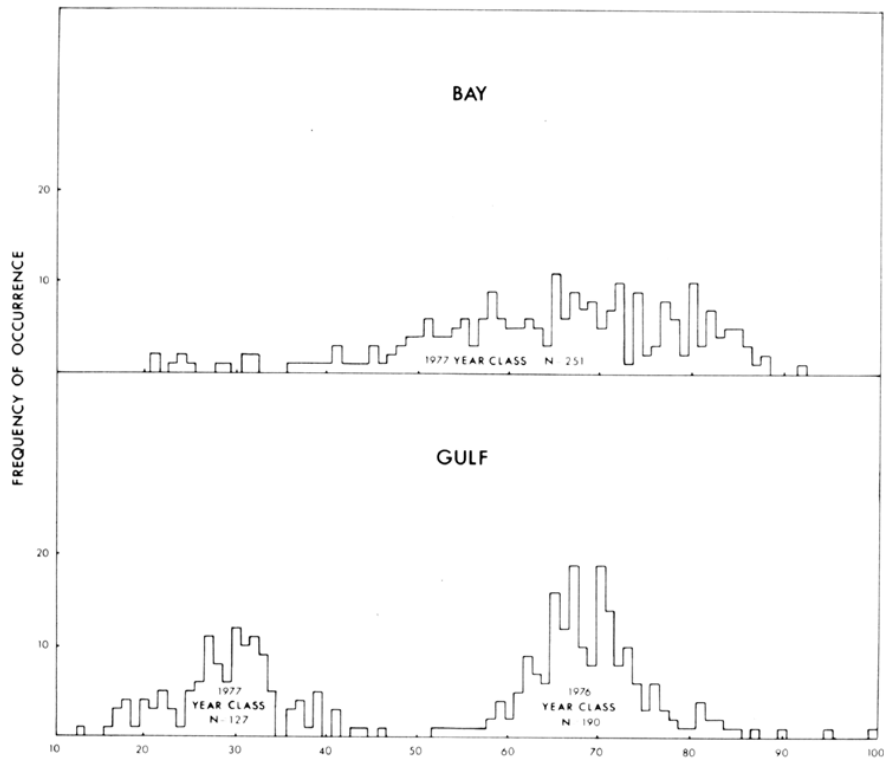 BAY
20
10
1977 YEAR CLASS N 251
FREQUENCY OF OCCURRENCE
GULF
20
10
1977
YEAR CLASS
N-127
1976
YEAR CLASS
N 190
10 20 30 40 50 60 70 80 90 100